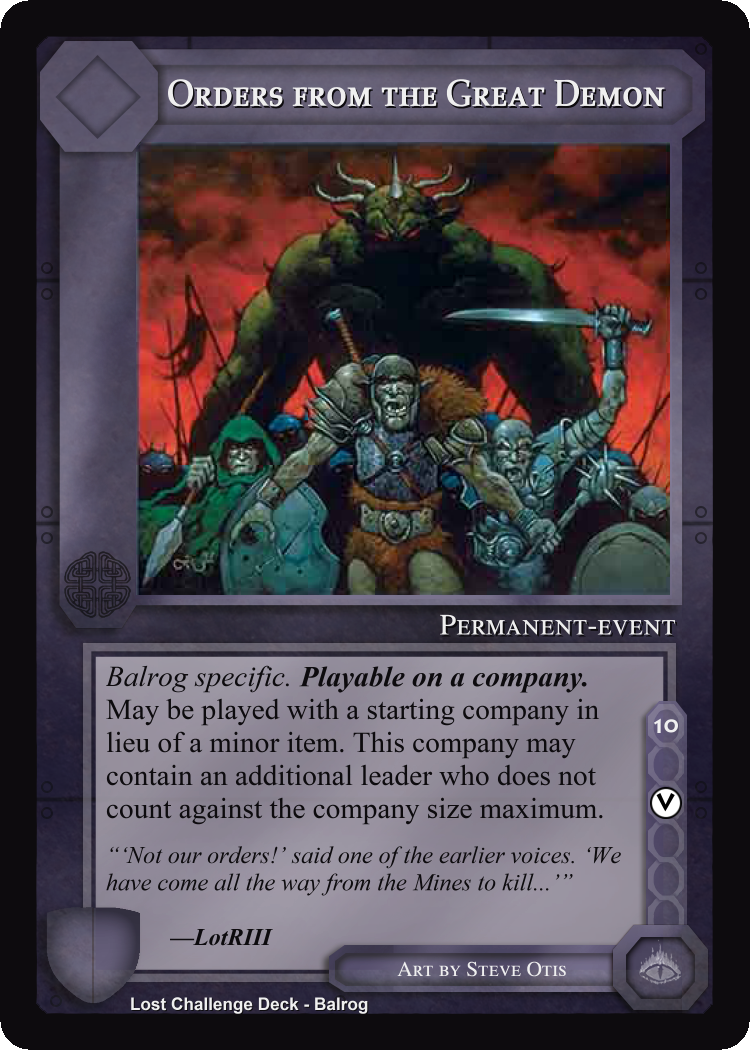 Orders from the Great Demon
Permanent-event
Balrog specific. Playable on a company.
May be played with a starting company in
lieu of a minor item. This company may
contain an additional leader who does not
count against the company size maximum.
10
V
“‘Not our orders!’ said one of the earlier voices. ‘We
have come all the way from the Mines to kill...’”
—LotRIII
Art by Steve Otis
Lost Challenge Deck - Balrog